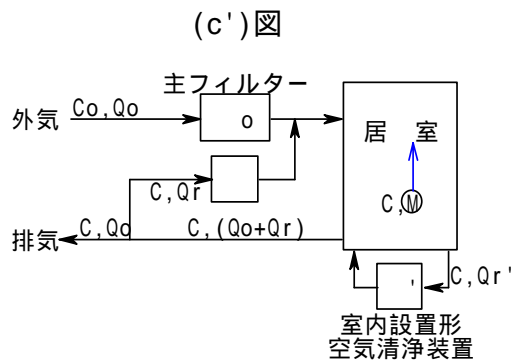 (c')図
主フィルター
外気
Co,Qo
o
居 室
C,Qr
C,M
排気
C,Qo
C,(Qo+Qr)
'
C,Qr'
室内設置形
空気清浄装置